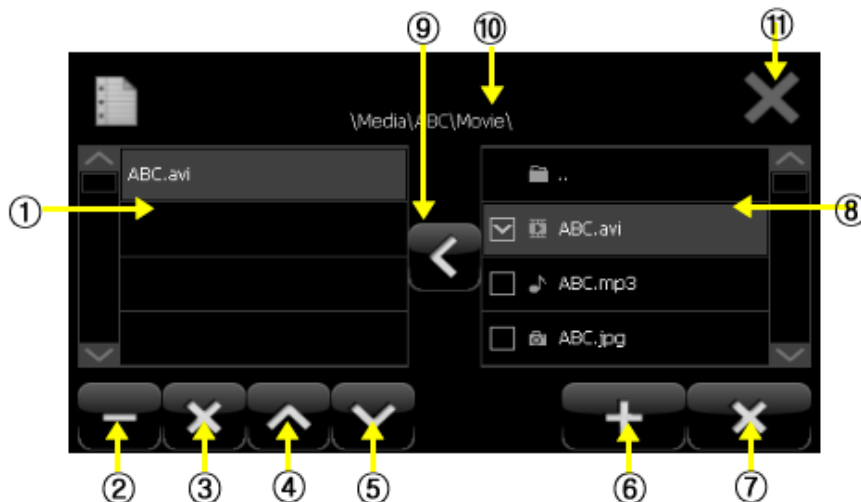 ⑨ ⑩ ⑪
\Media\ABC\Movie\
① ABC.avi
..
⑧
ABC.avi
ABC.mp3
ABC.jpg
② ③ ④ ⑤ ⑥ ⑦